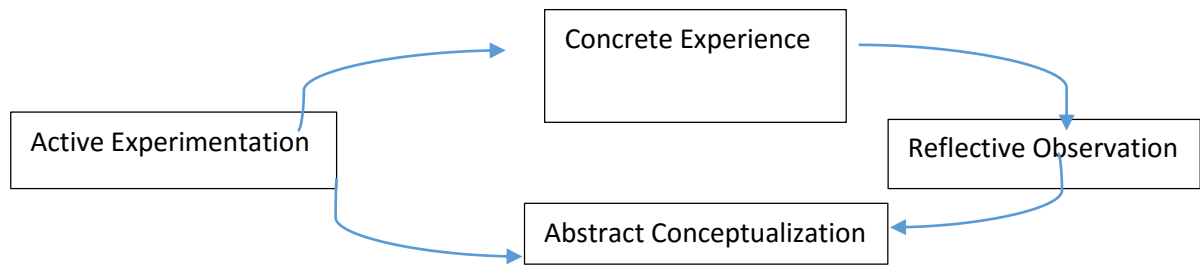 Concrete Experience
Active Experimentation
Reflective Observation
Abstract Conceptualization